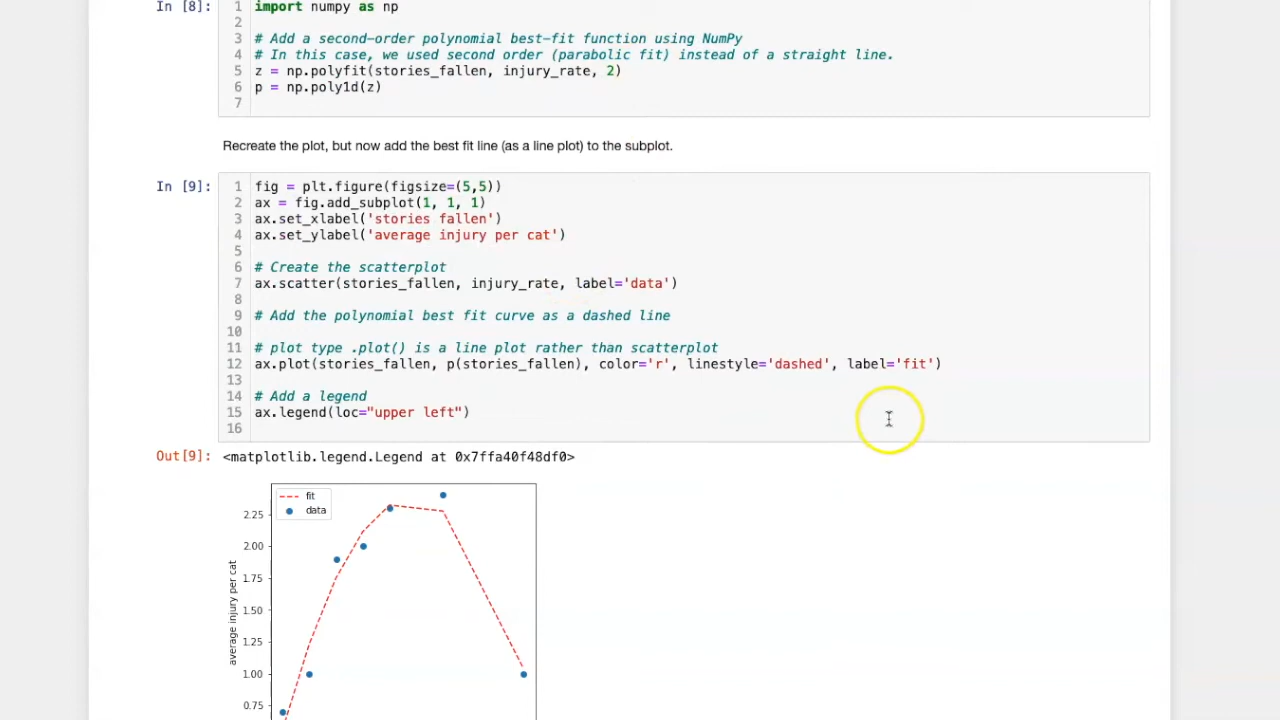 In [8]:
1 import numpy as np
2
3 # Add a second-order polynomial best-fit function using NumPy
4 # In this case, we used second order (parabolic fit) instead of a straight line.
5 z = np.polyfit(stories_fallen, injury_rate, 2)
6 p = np.poly1d(z)
7
Recreate the plot, but now add the best fit line (as a line plot) to the subplot.
In [9]:
1 fig = plt.figure(figsize=(5,5))
2 ax = fig.add_subplot(1, 1, 1)
3 ax.set_xlabel('stories fallen')
4 ax.set_ylabel('average injury per cat')
5
6 # Create the scatterplot
7 ax.scatter(stories_fallen, injury_rate, label='data')
8
9 # Add the polynomial best fit curve as a dashed line
10
11 # plot type .plot() is a line plot rather than scatterplot
12 ax.plot(stories_fallen, p(stories_fallen), color='r', linestyle='dashed', label='fit')
13
14 # Add a legend
15 ax.legend(loc="upper left")
16
Out[9]: <matplotlib.legend.Legend at 0x7ffa40f48df0>
fit
data
2.25
2.00
1.75
1.50
1.25
1.00
0.75
average injury per cat